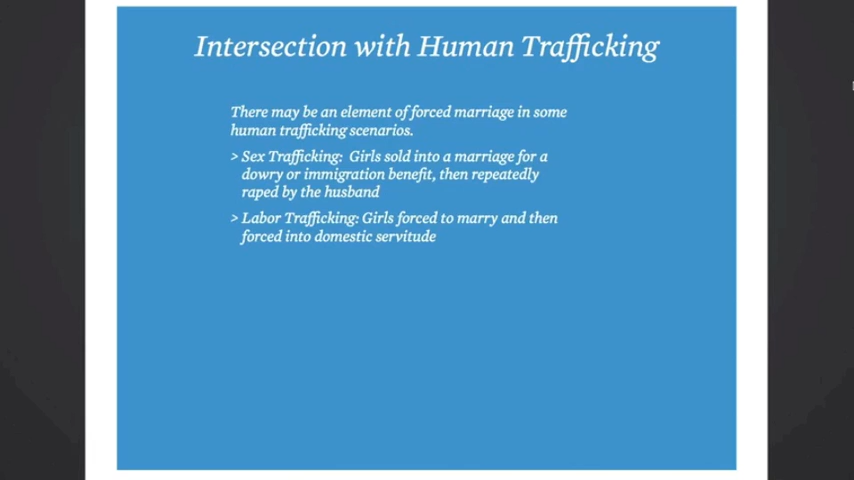 Intersection with Human Trafficking
There may be an element of forced marriage in some
human trafficking scenarios.
> Sex Trafficking: Girls sold into a marriage for a
dowry or immigration benefit, then repeatedly
raped by the husband
> Labor Trafficking: Girls forced to marry and then
forced into domestic servitude